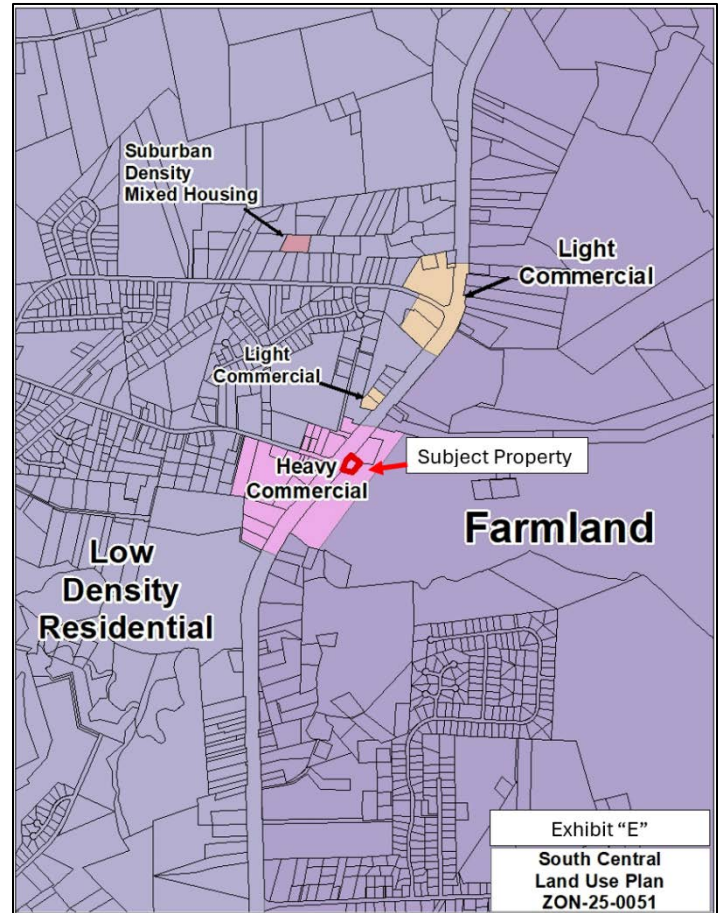 Suburban
Density
Mixed Housing
Light
Commercial
Light
Commercial
Heavy
Commercial
Subject Property
Farmland
Low
Density
Residential
Exhibit “E”
South Central
Land Use Plan
ZON-25-0051